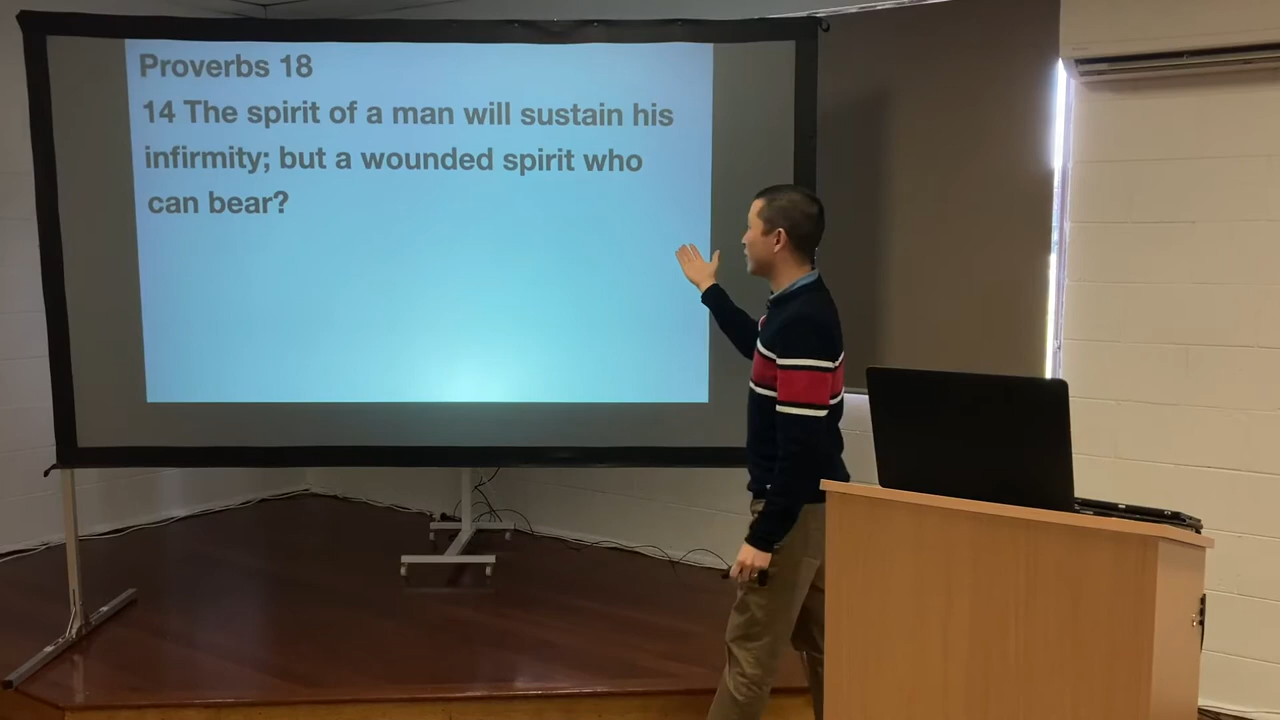 Proverbs 18
14 The spirit of a man will sustain his
infirmity; but a wounded spirit who
can bear?